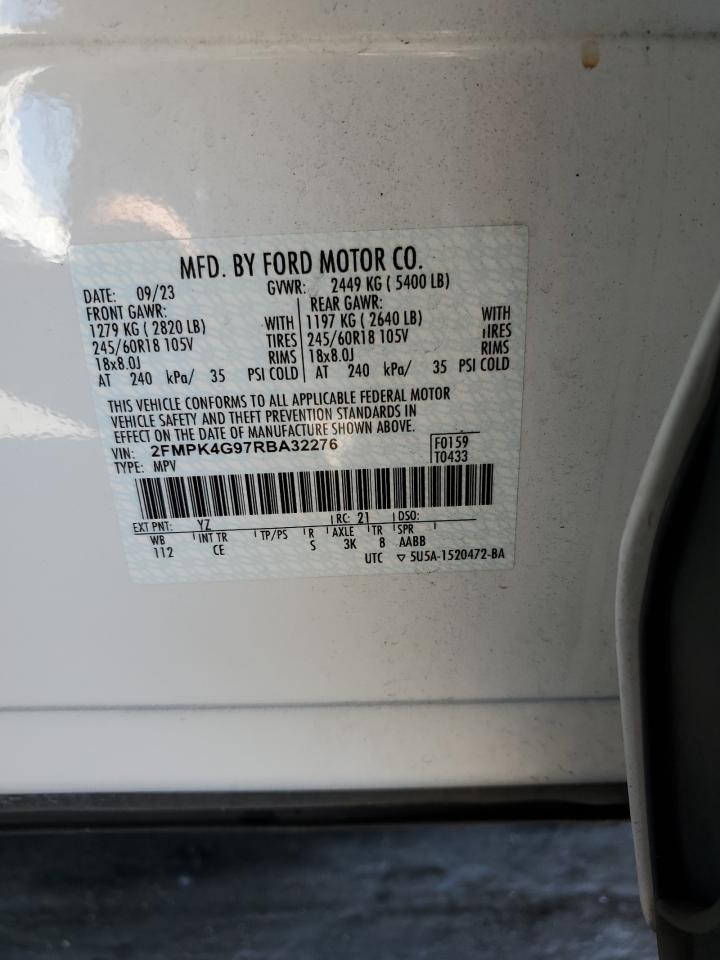 MFD. BY FORD MOTOR CO.
DATE: 09/23 GVWR: 2449 KG ( 5400 LB)
FRONT GAWR: REAR GAWR:
1279 KG ( 2820 LB) WITH 1197 KG ( 2640 LB) WITH
245/60R18 105V TIRES 245/60R18 105V TIRES
18x8.0J RIMS 18x8.0J RIMS
AT 240 kPa/ 35 PSI COLD AT 240 kPa/ 35 PSI COLD
THIS VEHICLE CONFORMS TO ALL APPLICABLE FEDERAL MOTOR
VEHICLE SAFETY AND THEFT PREVENTION STANDARDS IN
EFFECT ON THE DATE OF MANUFACTURE SHOWN ABOVE.
VIN: 2FMPK4G97RBA32276 F0159
TYPE: MPV T0433
EXT PNT: YZ RC: 21 DSO:
WB INT TR TP/PS R AXLE TR SPR
112 CE S 3K 8 AABB
UTC ▽ 5U5A-1520472-BA